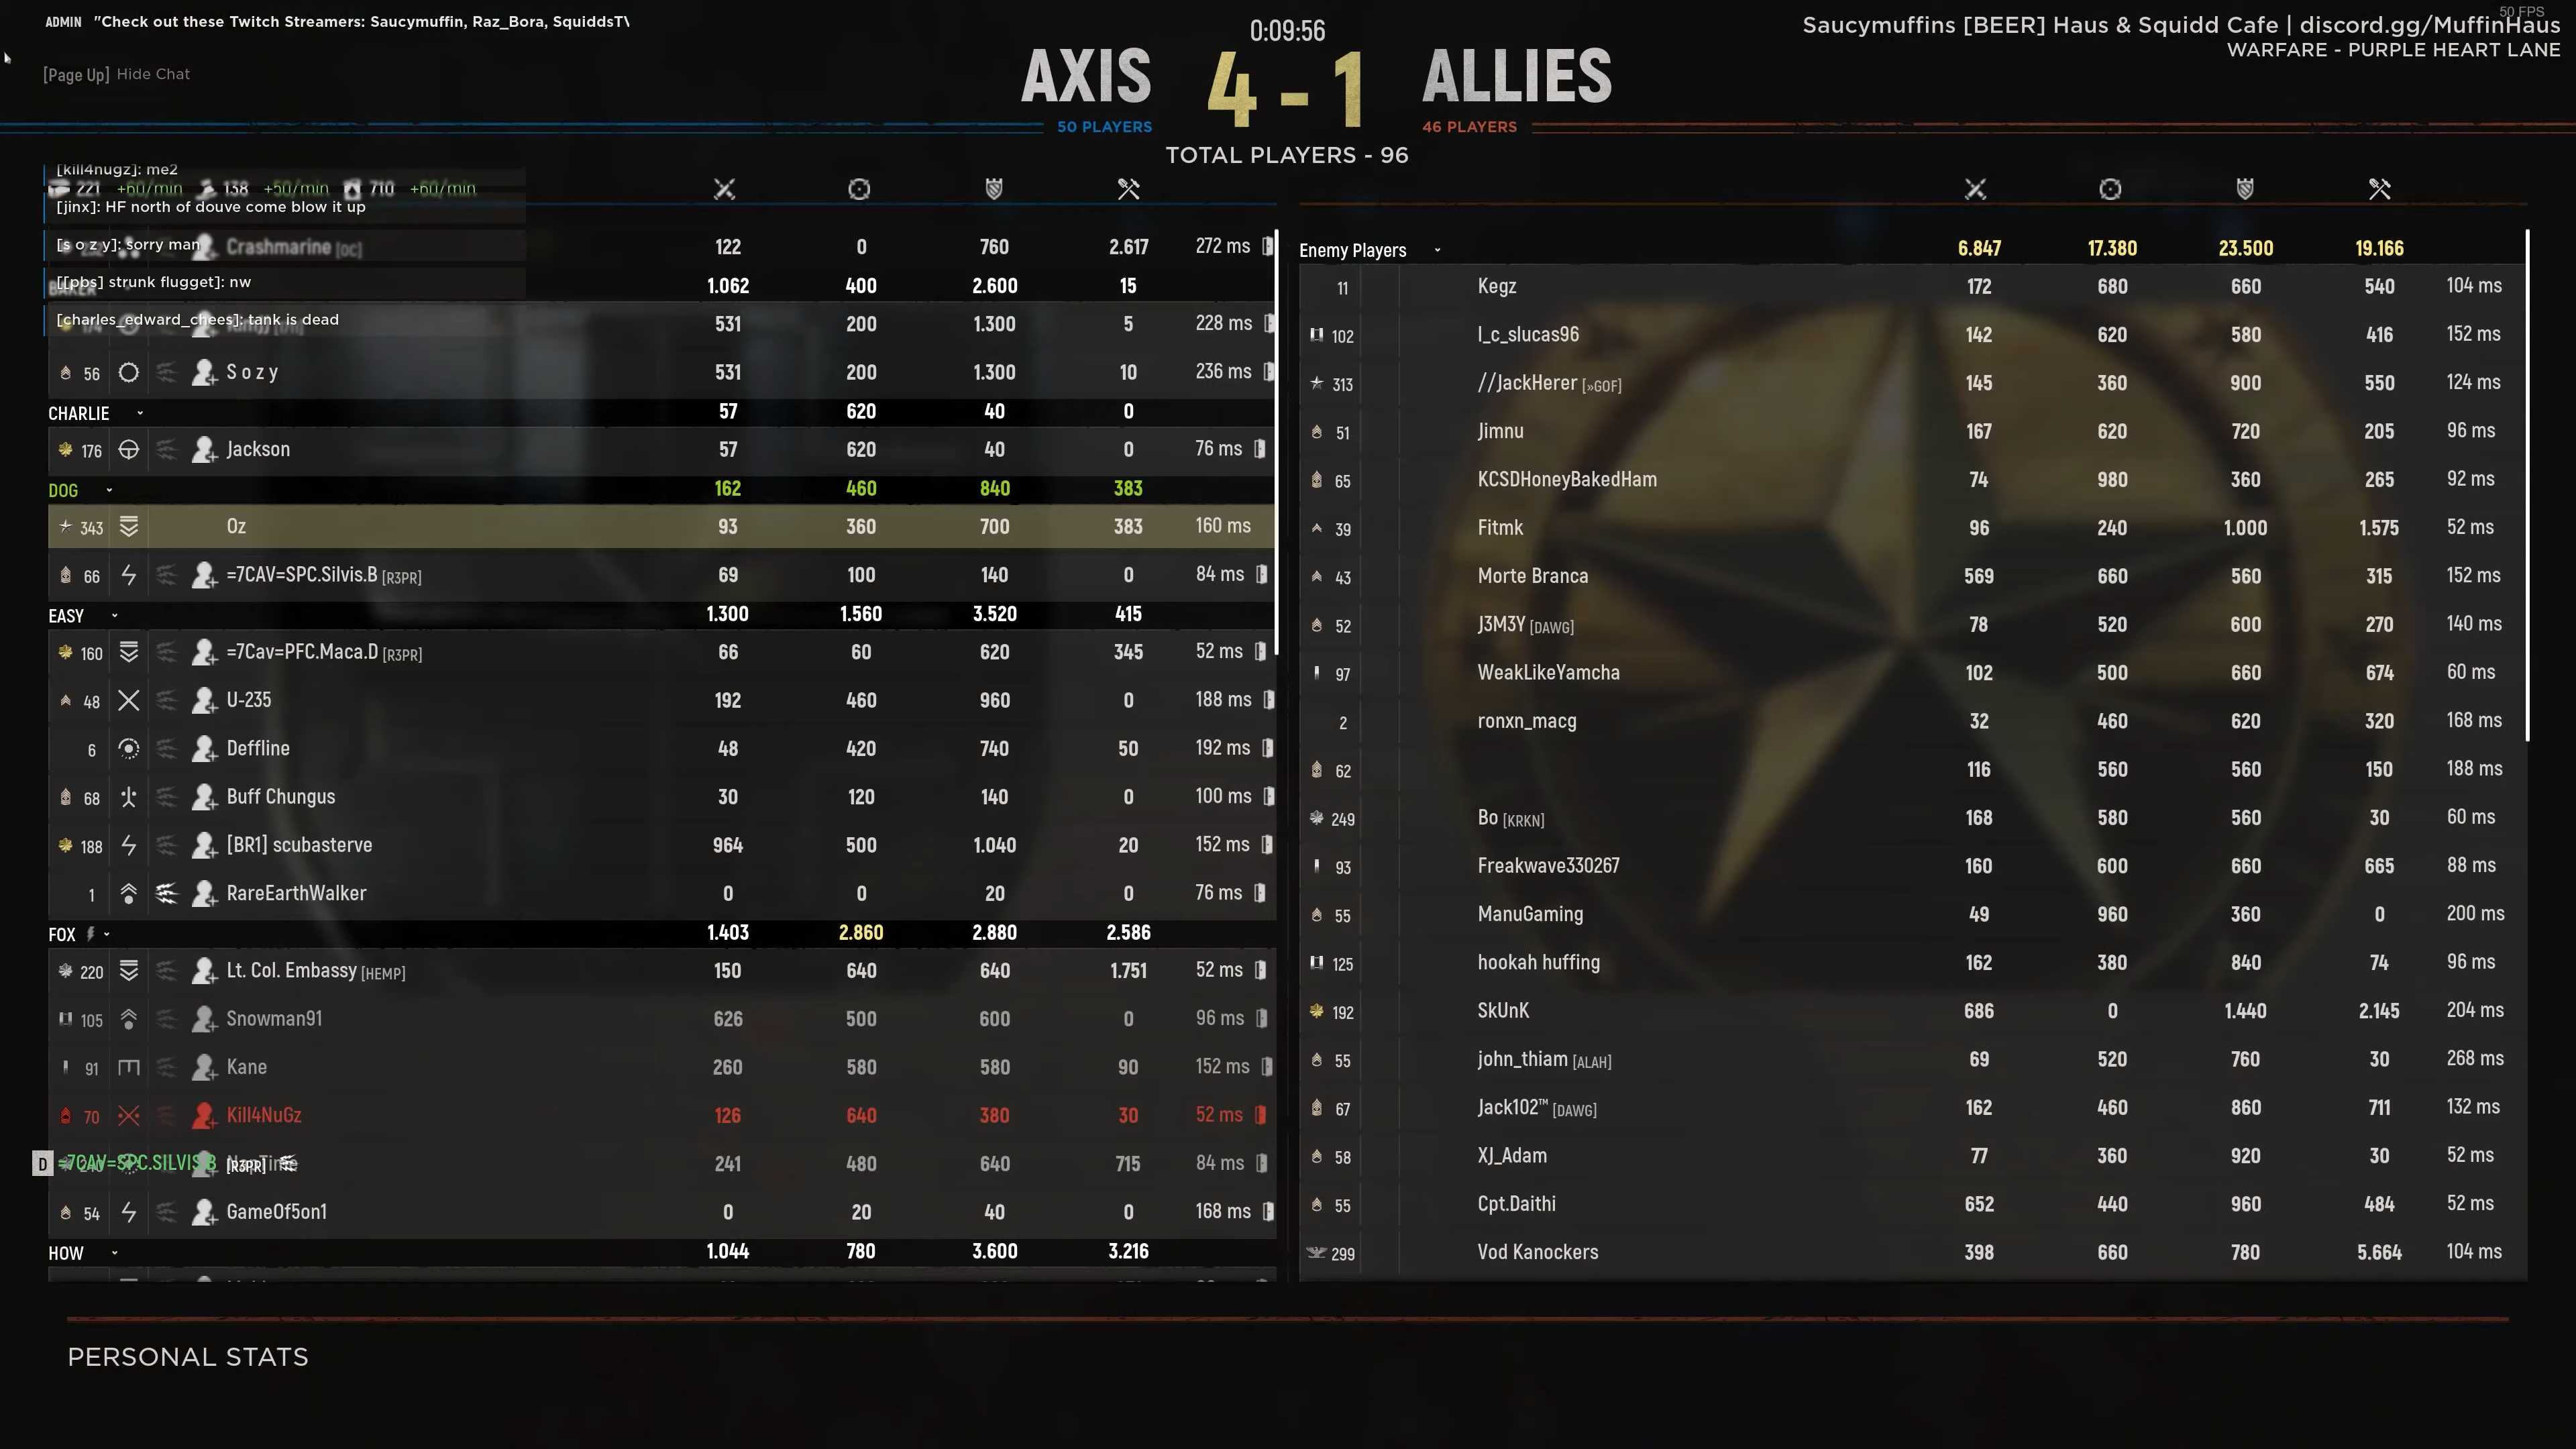 ADMIN "Check out these Twitch Streamers: Saucymuffin, Raz_Bora, SquiddsT\
[Page Up] Hide Chat
0:09:56
AXIS 4 - 1 ALLIES
50 PLAYERS 46 PLAYERS
TOTAL PLAYERS - 96
50 FPS
Saucymuffins [BEER] Haus & Squidd Cafe | discord.gg/MuffinHaus
WARFARE - PURPLE HEART LANE
[kill4nugz]: me2
221 +60/min 138 +50/min 710 +60/min
[jinx]: HF north of douve come blow it up
[s o z y]: sorry man
[[pbs] strunk flugget]: nw
[charles_edward_chees]: tank is dead
Crashmarine [OC] 122 0 760 2.617 272 ms
BAKER 1.062 400 2.600 15
531 200 1.300 5 228 ms
56 S o z y 531 200 1.300 10 236 ms
CHARLIE 57 620 40 0
176 Jackson 57 620 40 0 76 ms
DOG 162 460 840 383
343 Oz 93 360 700 383 160 ms
66 =7CAV=SPC.Silvis.B [R3PR] 69 100 140 0 84 ms
EASY 1.300 1.560 3.520 415
160 =7Cav=PFC.Maca.D [R3PR] 66 60 620 345 52 ms
48 U-235 192 460 960 0 188 ms
6 Deffline 48 420 740 50 192 ms
68 Buff Chungus 30 120 140 0 100 ms
188 [BR1] scubasterve 964 500 1.040 20 152 ms
1 RareEarthWalker 0 0 20 0 76 ms
FOX 1.403 2.860 2.880 2.586
220 Lt. Col. Embassy [HEMP] 150 640 640 1.751 52 ms
105 Snowman91 626 500 600 0 96 ms
91 Kane 260 580 580 90 152 ms
70 Kill4NuGz 126 640 380 30 52 ms
D =7CAV=SPC.SILVIS.B [R3PR] 241 480 640 715 84 ms
54 GameOf5on1 0 20 40 0 168 ms
HOW 1.044 780 3.600 3.216
Enemy Players 6.847 17.380 23.500 19.166
11 Kegz 172 680 660 540 104 ms
102 l_c_slucas96 142 620 580 416 152 ms
313 //JackHerer [»GOF] 145 360 900 550 124 ms
51 Jimnu 167 620 720 205 96 ms
65 KCSDHoneyBakedHam 74 980 360 265 92 ms
39 Fitmk 96 240 1.000 1.575 52 ms
43 Morte Branca 569 660 560 315 152 ms
52 J3M3Y [DAWG] 78 520 600 270 140 ms
97 WeakLikeYamcha 102 500 660 674 60 ms
2 ronxn_macg 32 460 620 320 168 ms
62 116 560 560 150 188 ms
249 Bo [KRKN] 168 580 560 30 60 ms
93 Freakwave330267 160 600 660 665 88 ms
55 ManuGaming 49 960 360 0 200 ms
125 hookah huffing 162 380 840 74 96 ms
192 SkUnK 686 0 1.440 2.145 204 ms
55 john_thiam [ALAH] 69 520 760 30 268 ms
67 Jack102™ [DAWG] 162 460 860 711 132 ms
58 XJ_Adam 77 360 920 30 52 ms
55 Cpt.Daithi 652 440 960 484 52 ms
299 Vod Kanockers 398 660 780 5.664 104 ms
PERSONAL STATS